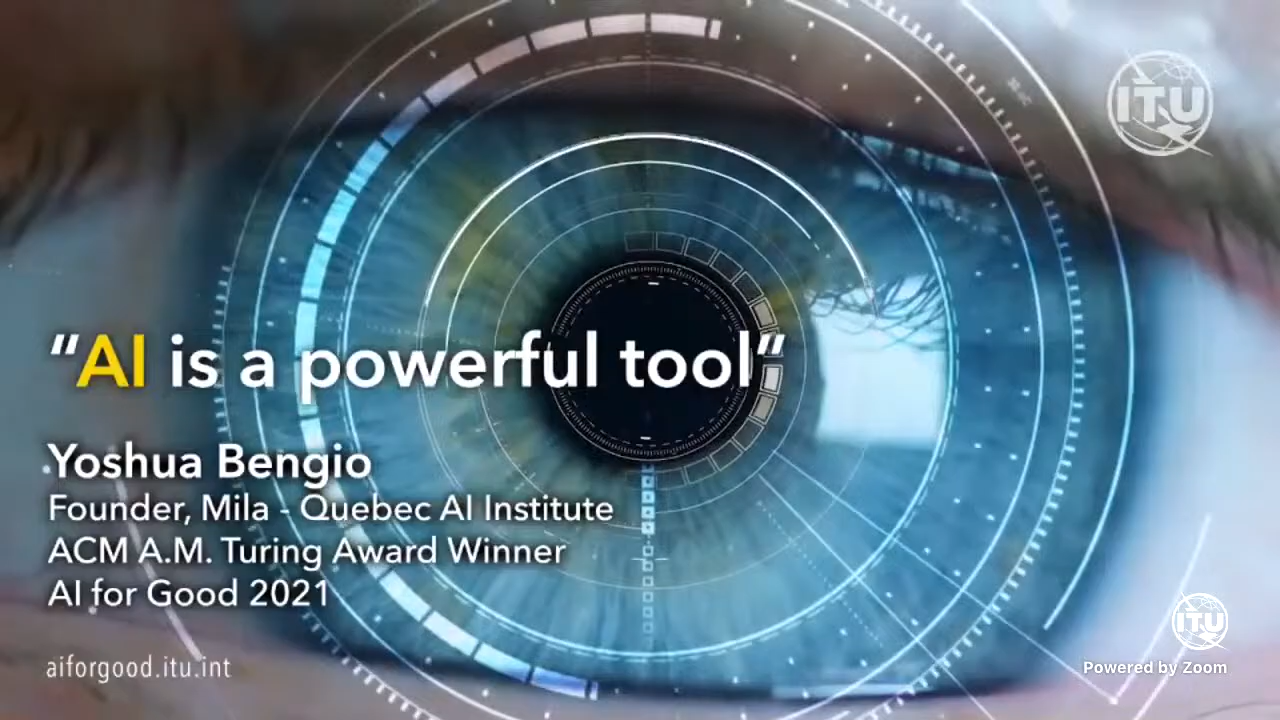 ITU
"AI is a powerful tool"
Yoshua Bengio
Founder, Mila - Quebec AI Institute
ACM A.M. Turing Award Winner
AI for Good 2021
aiforgood.itu.int
ITU
Powered by Zoom